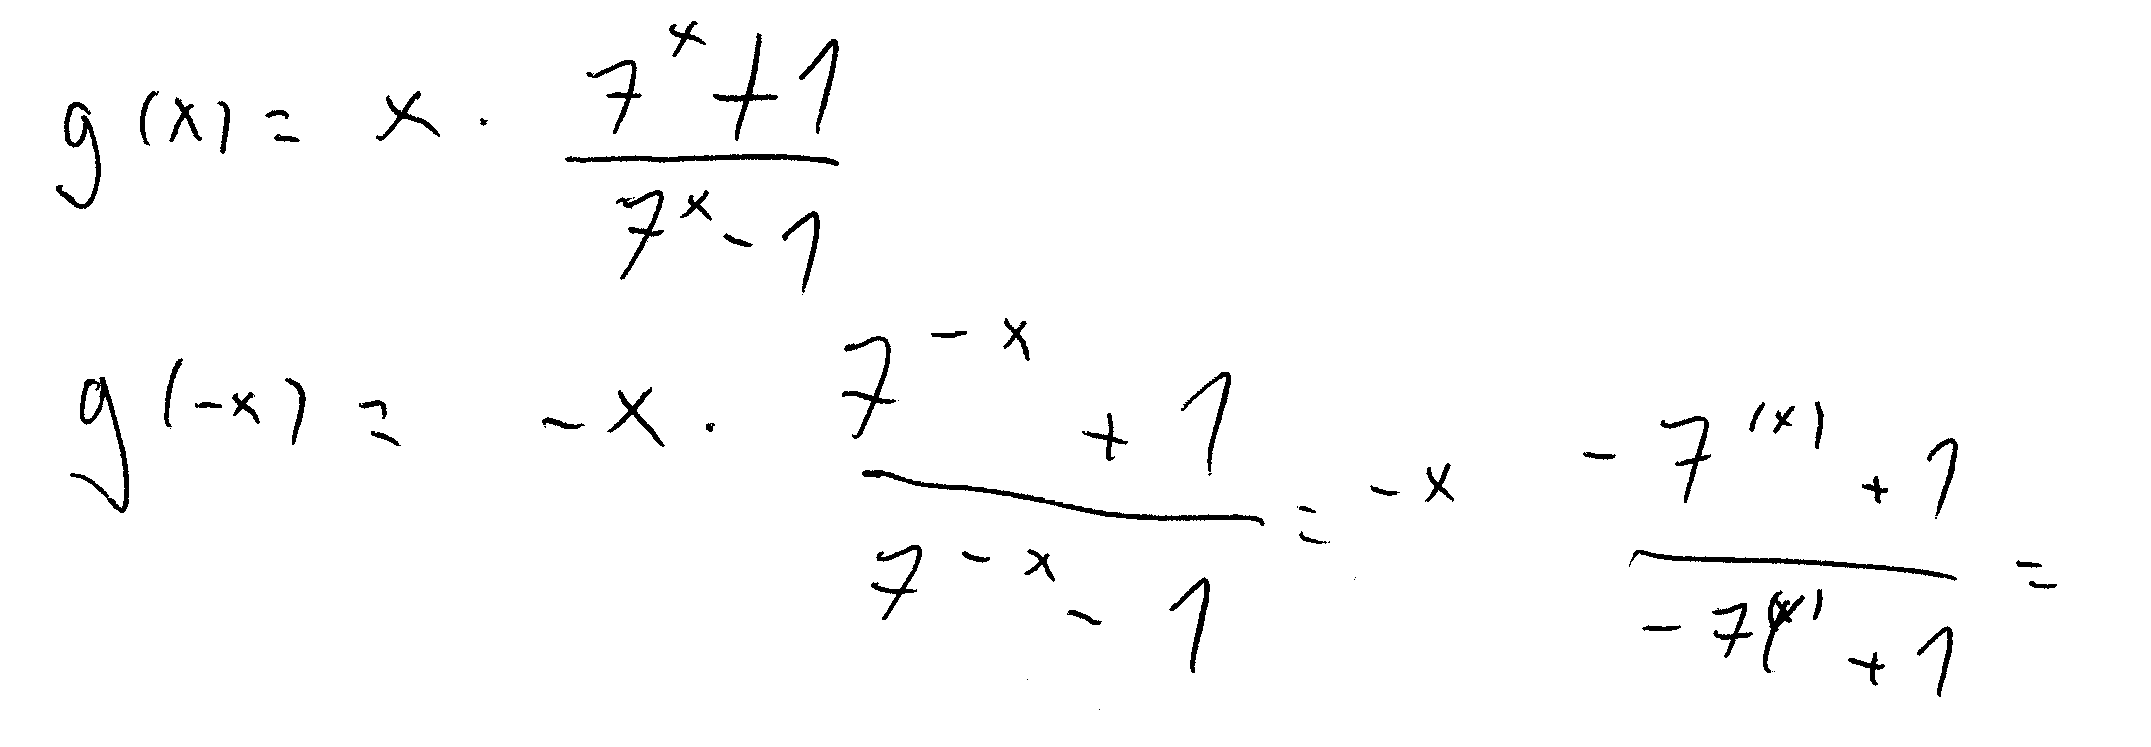 g(x) = x · (7^x + 1) / (7^x - 1)
g(-x) = -x · (7^{-x} + 1) / (7^{-x} - 1) = -x (-7^{(x)} + 1) / (-7^{(x)} + 1) =